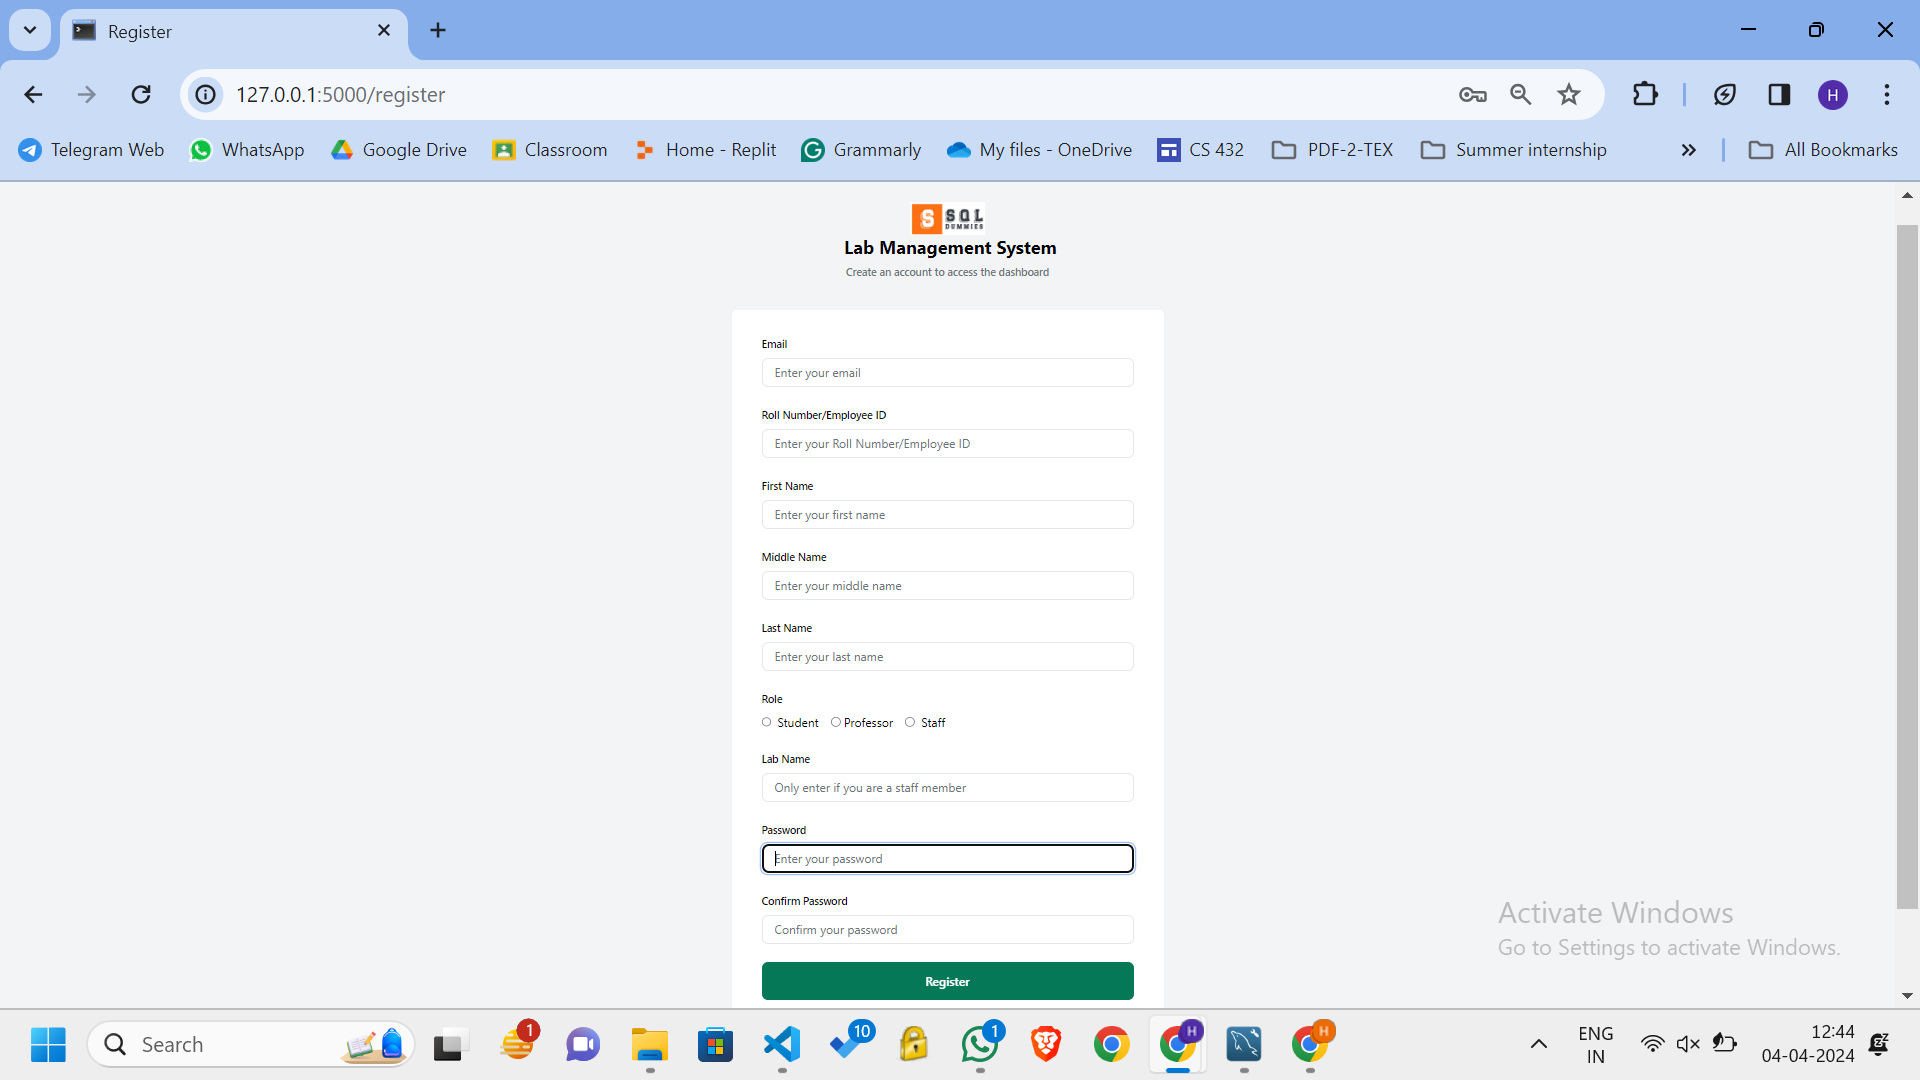 Register
127.0.0.1:5000/register
H
Telegram Web
WhatsApp
Google Drive
Classroom
Home - Replit
Grammarly
My files - OneDrive
CS 432
PDF-2-TEX
Summer internship
All Bookmarks
S SQL
DUMMIES
Lab Management System
Create an account to access the dashboard
Email
Enter your email
Roll Number/Employee ID
Enter your Roll Number/Employee ID
First Name
Enter your first name
Middle Name
Enter your middle name
Last Name
Enter your last name
Role
Student Professor Staff
Lab Name
Only enter if you are a staff member
Password
Enter your password
Confirm Password
Confirm your password
Register
Activate Windows
Go to Settings to activate Windows.
Search
1
10
1
H
H
ENG
IN
12:44
04-04-2024